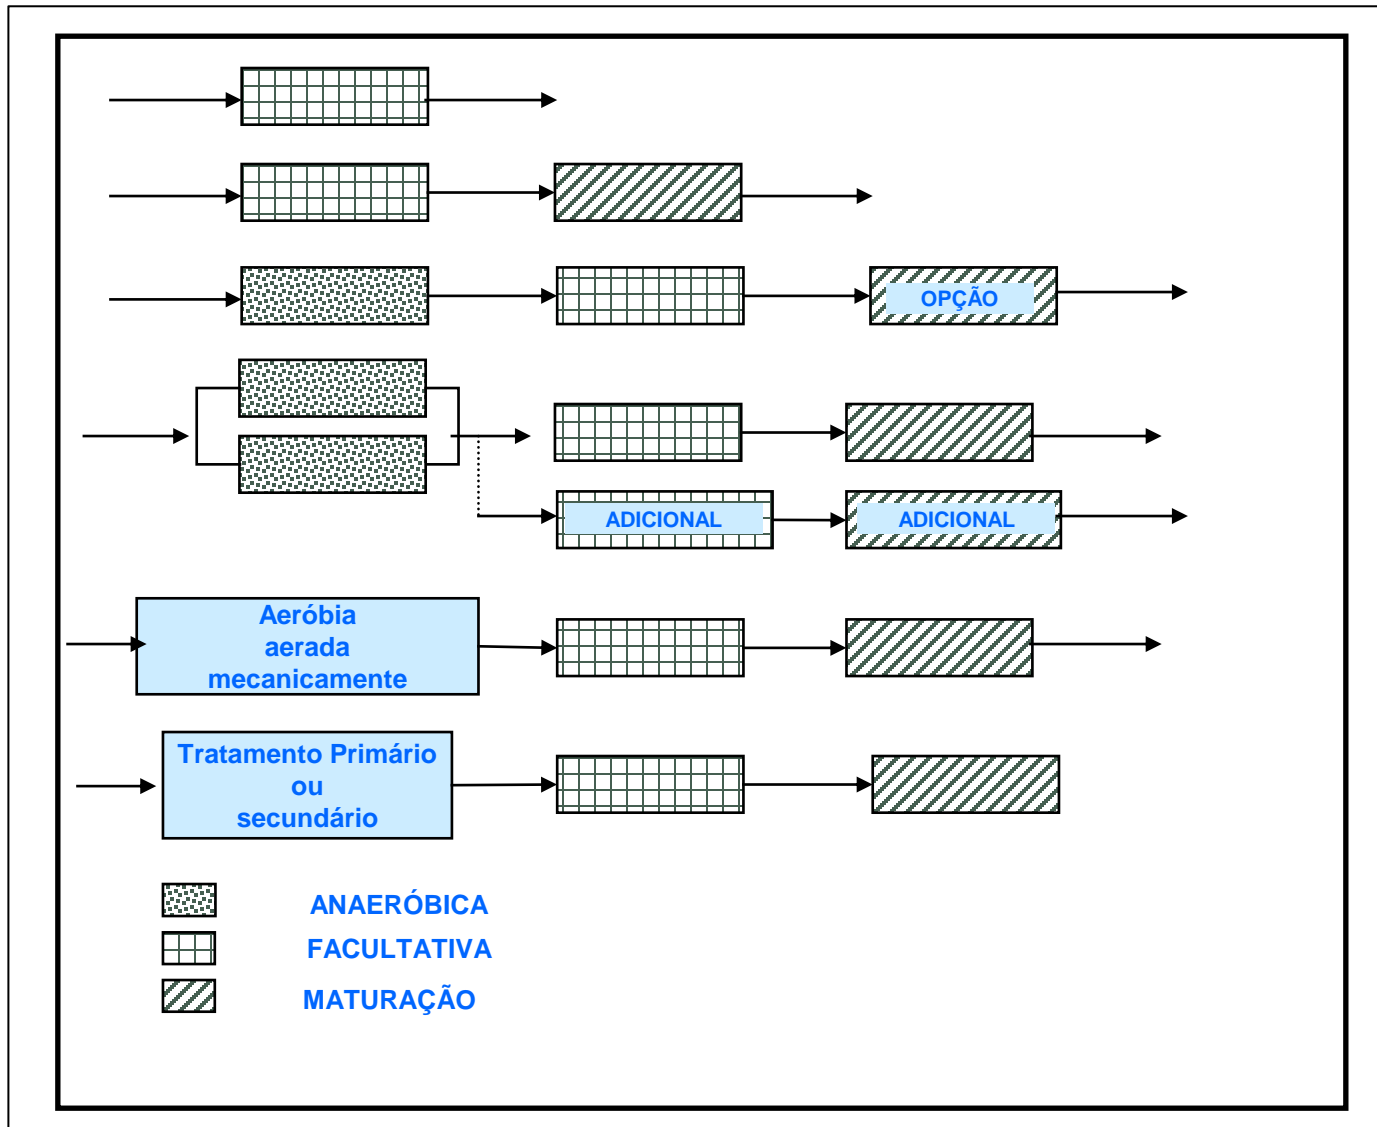 OPÇÃO
ADICIONAL
ADICIONAL
Aeróbia
aerada
mecanicamente
Tratamento Primário
ou
secundário
ANAERÓBICA
FACULTATIVA
MATURAÇÃO